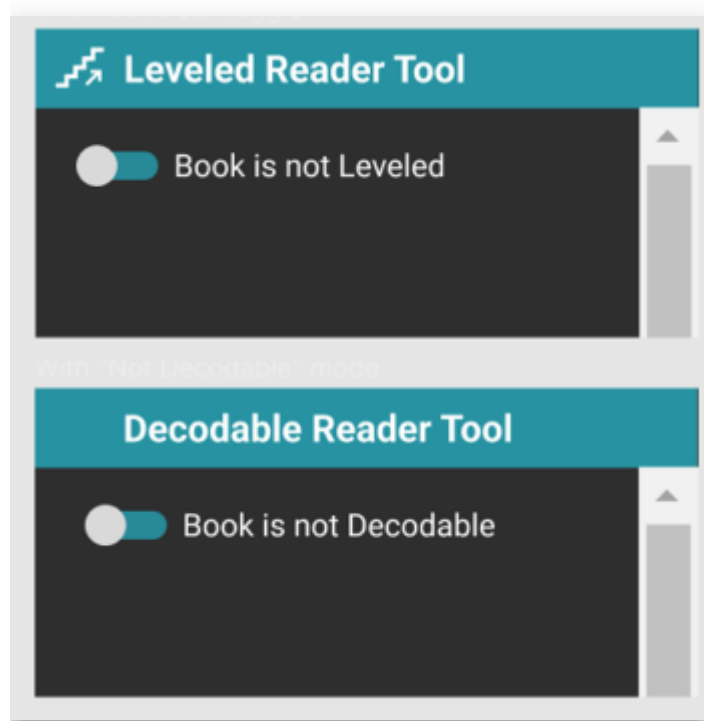 Leveled Reader Tool
Book is not Leveled
With "Not Decodable" mode
Decodable Reader Tool
Book is not Decodable